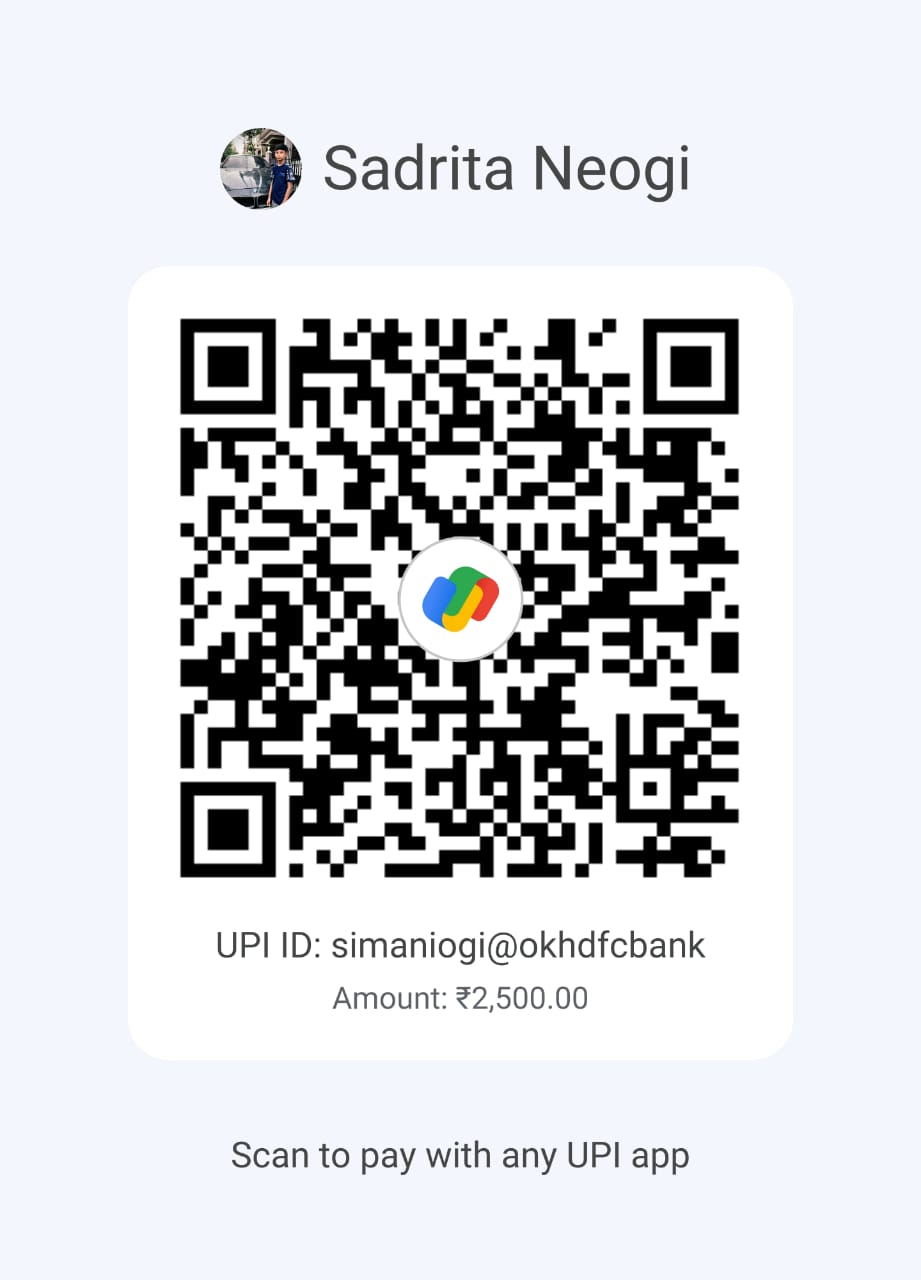 Sadrita Neogi
UPI ID: simaniogi@okhdfcbank
Amount: ₹2,500.00
Scan to pay with any UPI app